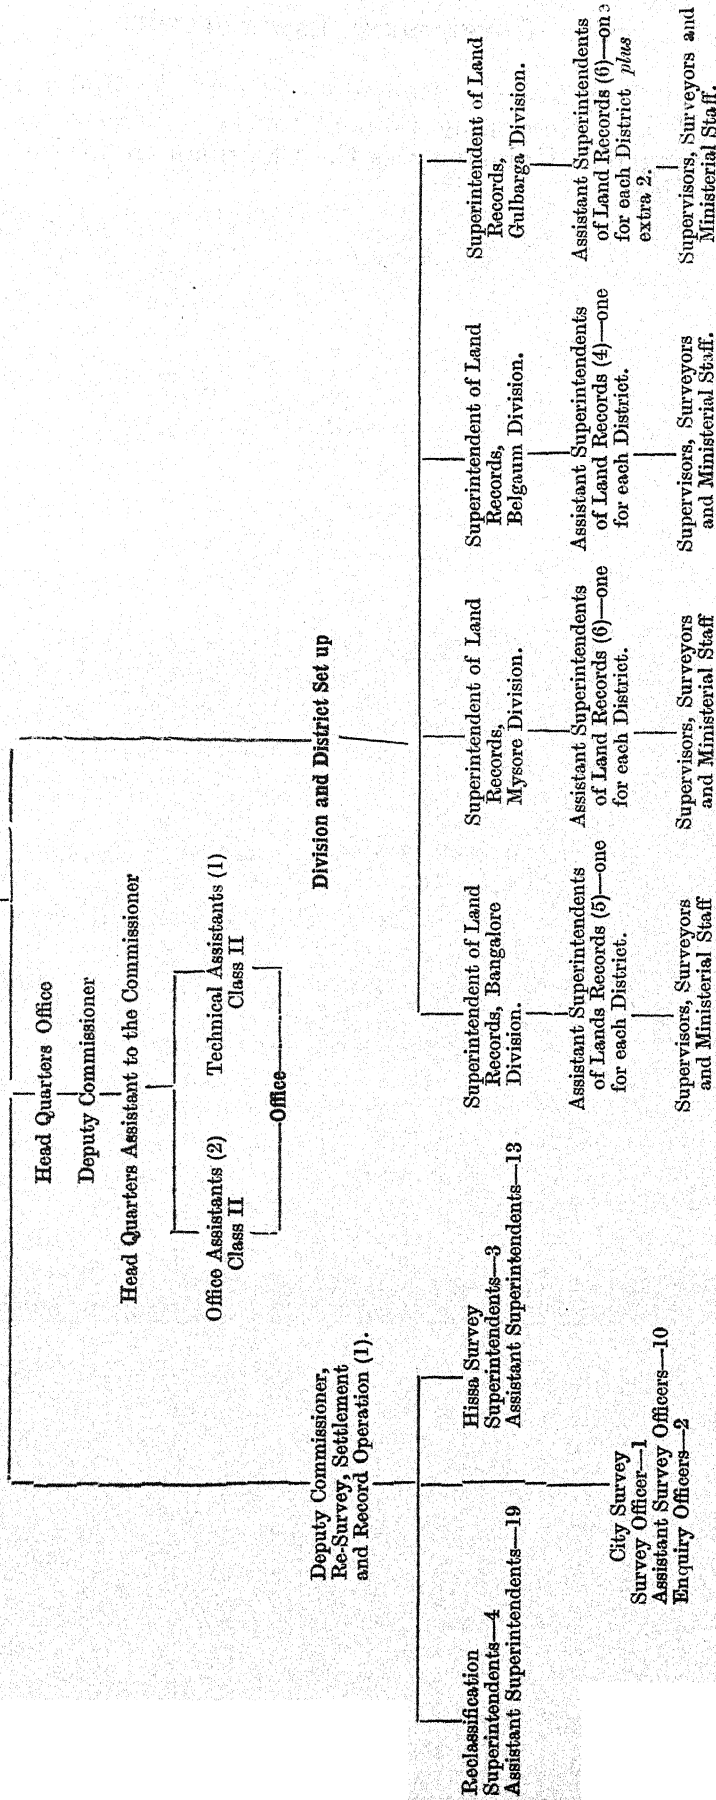 Head Quarters Office
Deputy Commissioner
Head Quarters Assistant to the Commissioner
Office Assistants (2)
Class II
Technical Assistants (1)
Class II
Office
Deputy Commissioner,
Re-Survey, Settlement
and Record Operation (1).
Division and District Set up
Reclassification
Superintendents—4
Assistant Superintendents—19
Hissa Survey
Superintendents—3
Assistant Superintendents—13
City Survey
Survey Officer—1
Assistant Survey Officers—10
Enquiry Officers—2
Superintendent of Land
Records, Bangalore
Division.
Assistant Superintendents
of Lands Records (5)—one
for each District.
Supervisors, Surveyors
and Ministerial Staff
Superintendent of Land
Records,
Mysore Division.
Assistant Superintendents
of Land Records (6)—one
for each District.
Supervisors, Surveyors
and Ministerial Staff
Superintendent of Land
Records,
Belgaum Division.
Assistant Superintendents
of Land Records (4)—one
for each District.
Supervisors, Surveyors
and Ministerial Staff.
Superintendent of Land
Records,
Gulbarga Division.
Assistant Superintendents
of Land Records (6)—one
for each District plus
extra 2.
Supervisors, Surveyors and
Ministerial Staff.